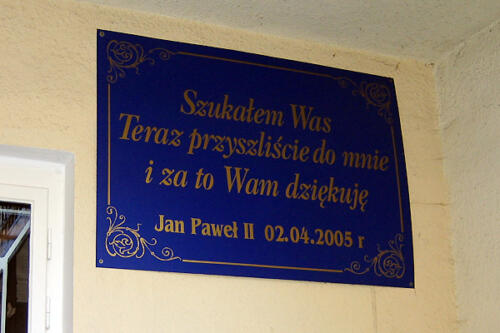 Szukałem Was
Teraz przyszliście do mnie
i za to Wam dziękuję
Jan Paweł II 02.04.2005 r